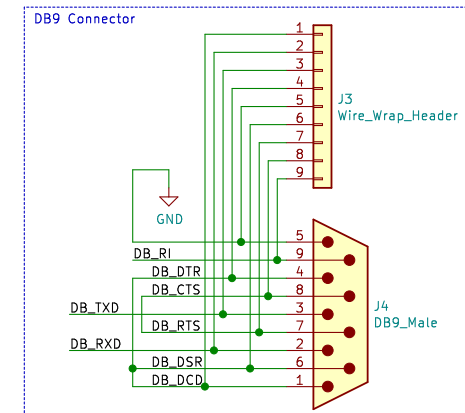 DB9 Connector
1
2
3
4
5
6
7
8
9
J3
Wire_Wrap_Header
GND
5
DB_RI 9
DB_DTR 4
DB_CTS 8
DB_TXD 3
DB_RTS 7
DB_RXD 2
DB_DSR 6
DB_DCD 1
J4
DB9_Male